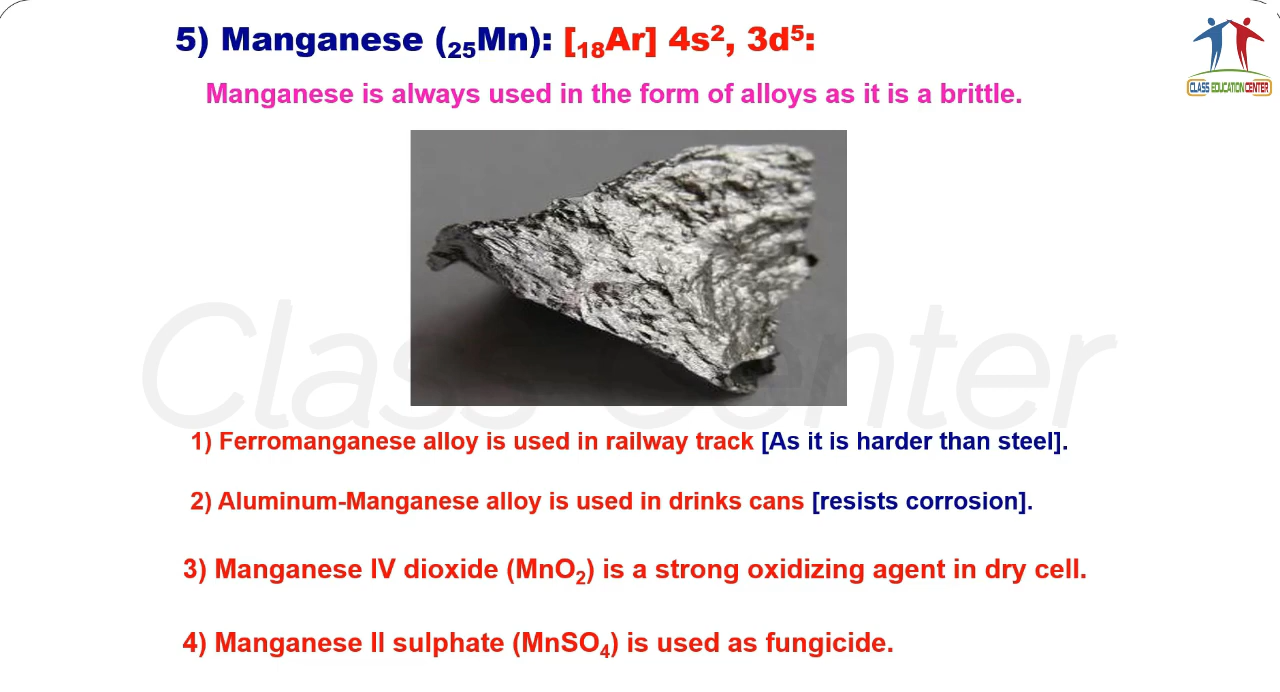 5) Manganese (₂₅Mn): [₁₈Ar] 4s², 3d⁵:
CLASS EDUCATION CENTER
Manganese is always used in the form of alloys as it is a brittle.
Class Center
1) Ferromanganese alloy is used in railway track [As it is harder than steel].
2) Aluminum-Manganese alloy is used in drinks cans [resists corrosion].
3) Manganese IV dioxide (MnO₂) is a strong oxidizing agent in dry cell.
4) Manganese II sulphate (MnSO₄) is used as fungicide.